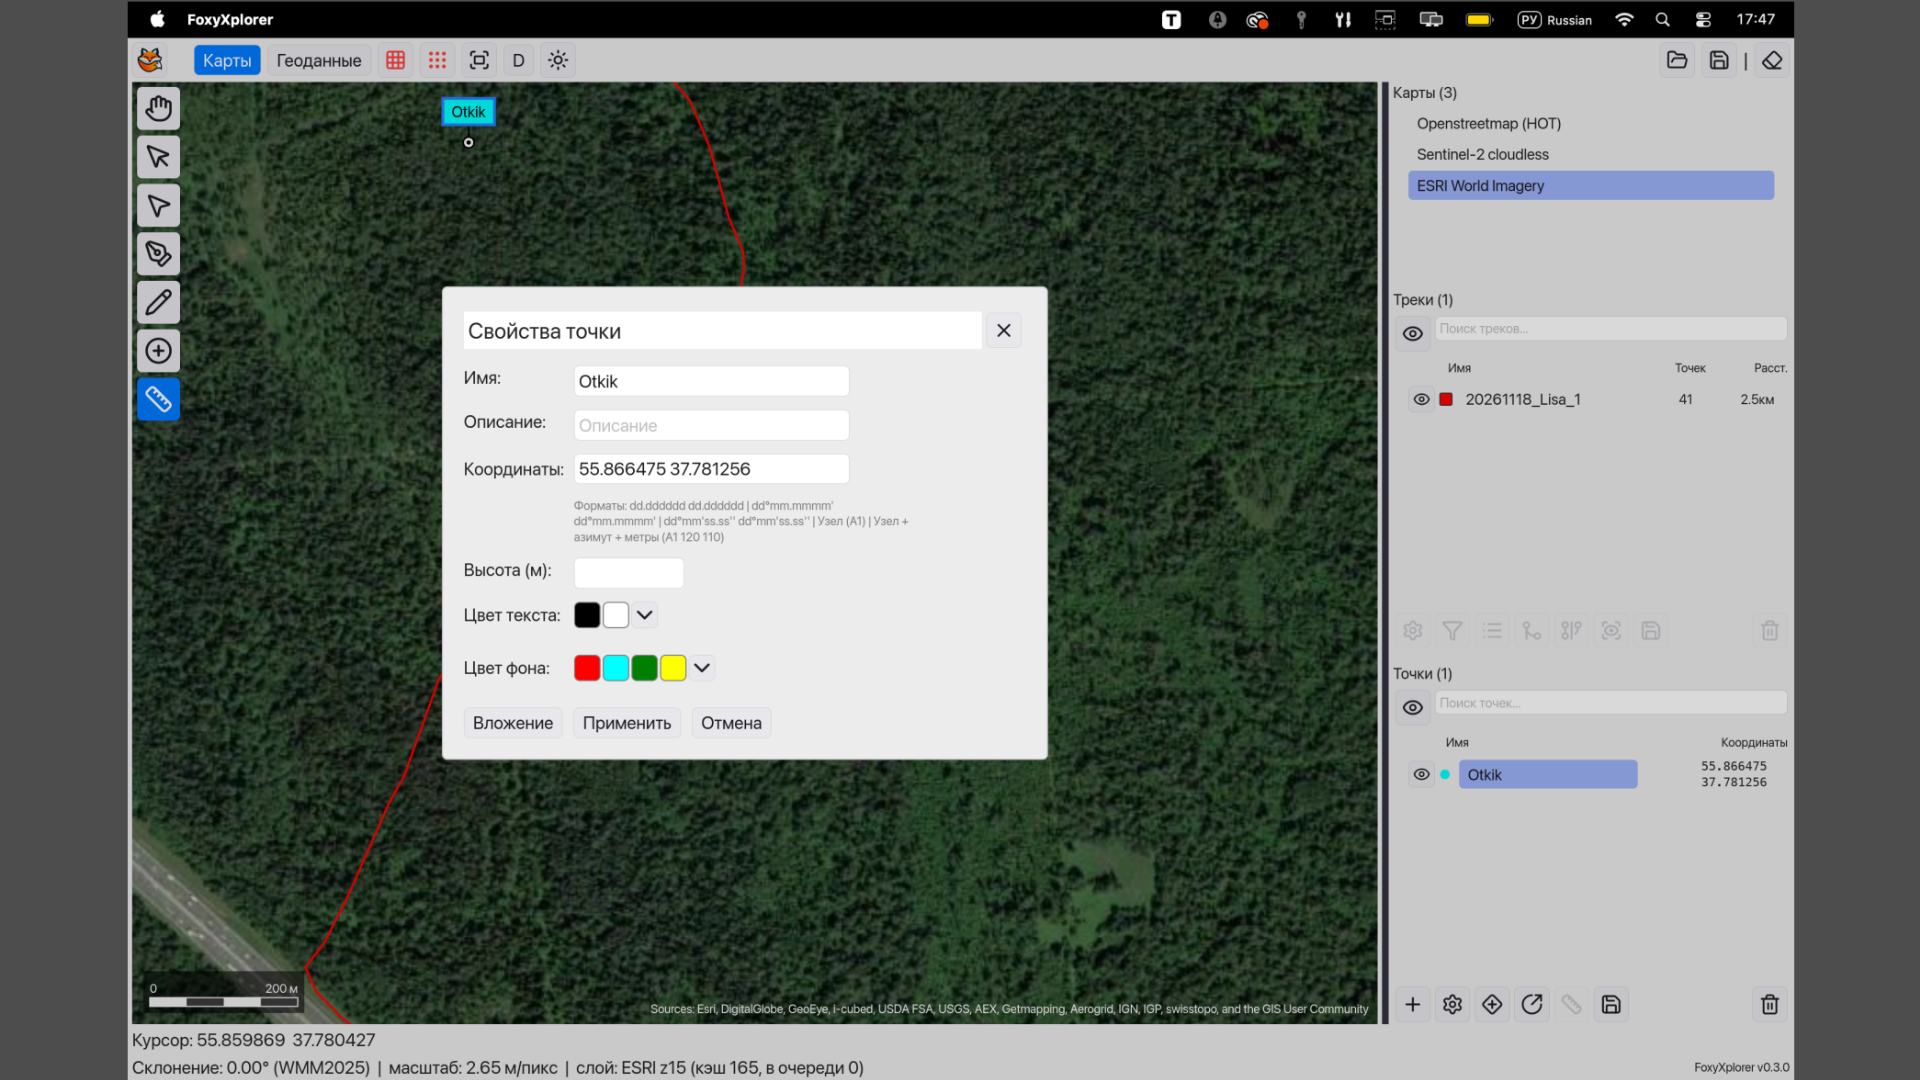 FoxyXplorer
T
РУ Russian
17:47
Карты
Геоданные
D
|
Otkik
Карты (3)
Openstreetmap (HOT)
Sentinel-2 cloudless
ESRI World Imagery
Треки (1)
Поиск треков...
Имя Точек Расст.
20261118_Lisa_1 41 2.5км
Свойства точки
Имя: Otkik
Описание: Описание
Координаты: 55.866475 37.781256
Форматы: dd.dddddd dd.dddddd | dd°mm.mmmm'
dd°mm.mmmm' | dd°mm'ss.ss'' dd°mm'ss.ss'' | Узел (A1) | Узел +
азимут + метры (A1 120 110)
Высота (м):
Цвет текста:
Цвет фона:
Вложение
Применить
Отмена
Точки (1)
Поиск точек...
Имя Координаты
Otkik 55.866475
37.781256
0 200 м
Sources: Esri, DigitalGlobe, GeoEye, i-cubed, USDA FSA, USGS, AEX, Getmapping, Aerogrid, IGN, IGP, swisstopo, and the GIS User Community
Курсор: 55.859869 37.780427
Склонение: 0.00° (WMM2025) | масштаб: 2.65 м/пикс | слой: ESRI z15 (кэш 165, в очереди 0)
FoxyXplorer v0.3.0